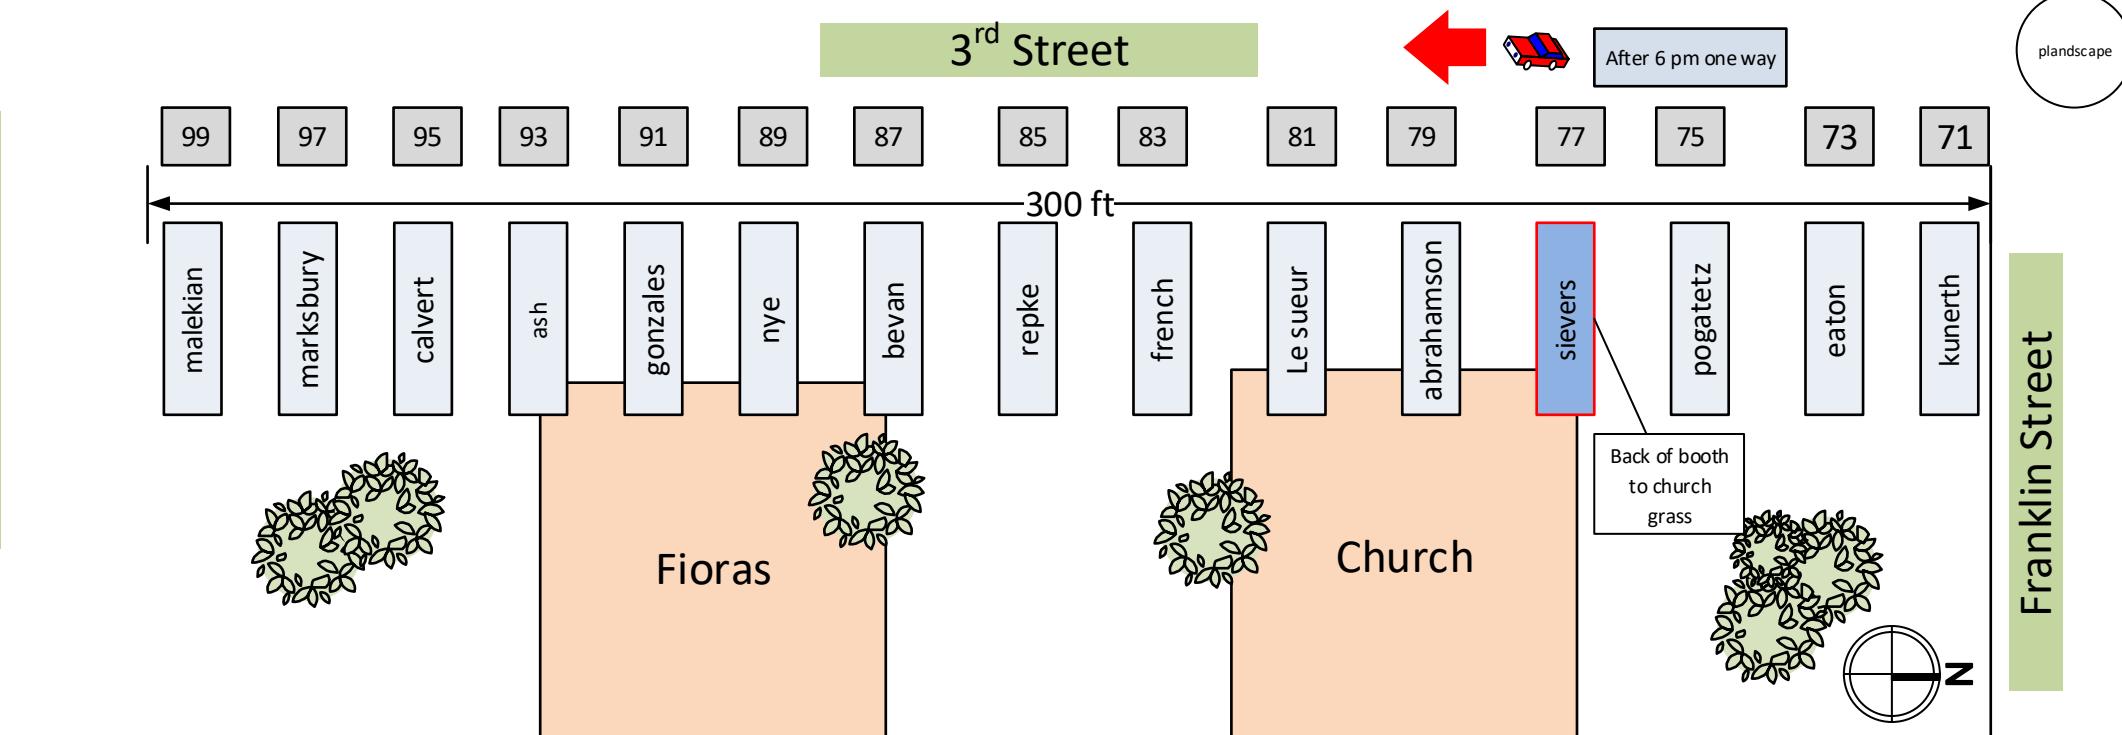 3rd Street
After 6 pm one way
plandscape
99 97 95 93 91 89 87 85 83 81 79 77 75 73 71
300 ft
malekian
marksbury
calvert
ash
gonzales
nye
bevan
repke
french
Le sueur
abrahamson
sievers
pogatetz
eaton
kunerth
Franklin Street
Back of booth
to church
grass
Fioras
Church
N